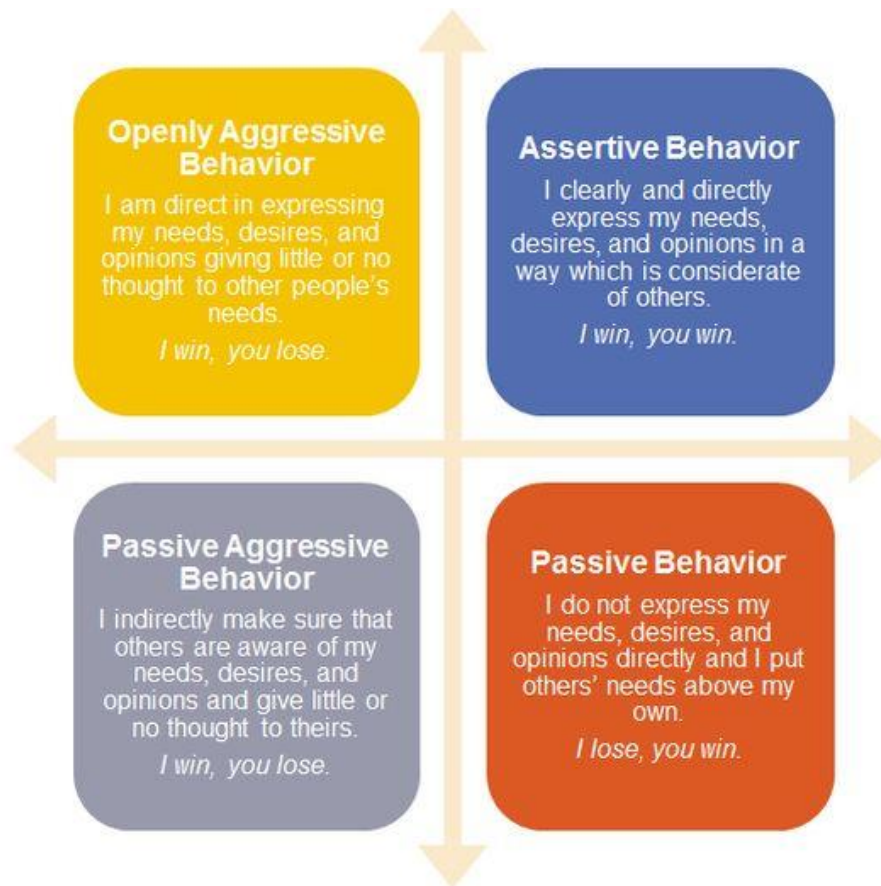 Openly Aggressive
Behavior
I am direct in expressing
my needs, desires, and
opinions giving little or no
thought to other people's
needs.
I win, you lose.
Assertive Behavior
I clearly and directly
express my needs,
desires, and opinions in a
way which is considerate
of others.
I win, you win.
Passive Aggressive
Behavior
I indirectly make sure that
others are aware of my
needs, desires, and
opinions and give little or
no thought to theirs.
I win, you lose.
Passive Behavior
I do not express my
needs, desires, and
opinions directly and I put
others' needs above my
own.
I lose, you win.